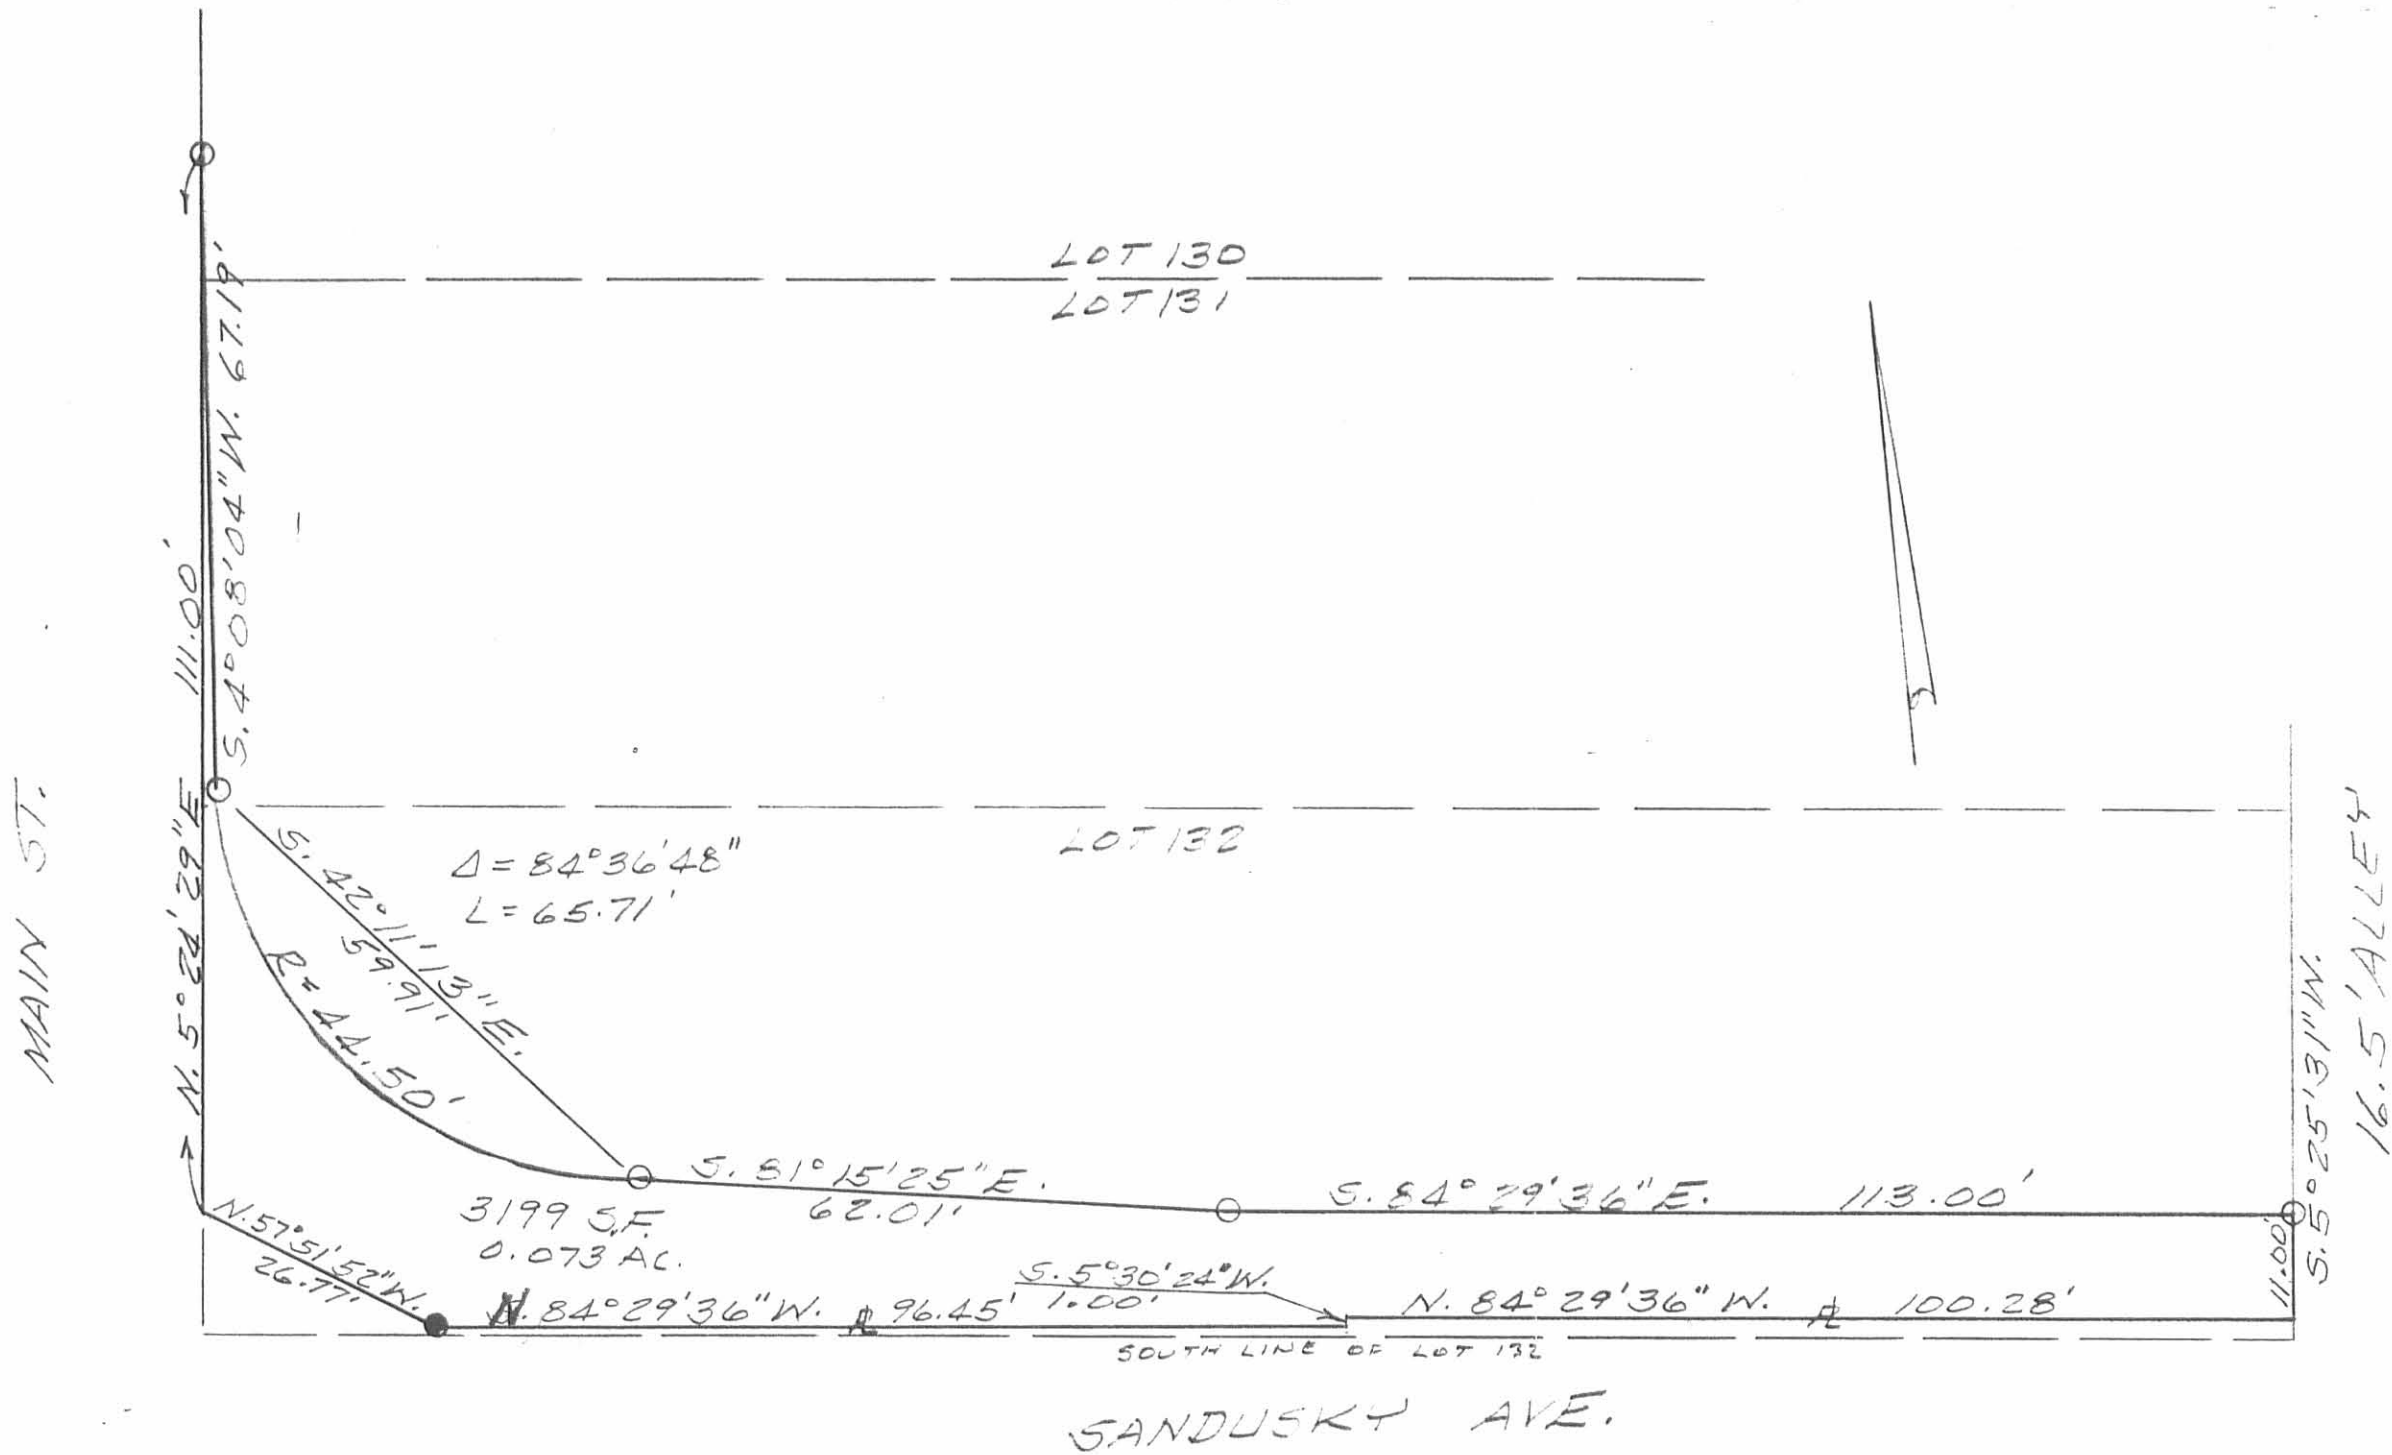 LOT 130
LOT 131
S. 4° 08' 04" W. 67.19'
111.00'
N. 5° 24' 29" E
MAIN ST.
LOT 132
Δ = 84° 36' 48"
L = 65.71'
S. 42° 11' 13" E.
59.91'
R = 44.50'
16.5' ALLEY
S. 5° 25' 31" W.
11.00'
S. 81° 15' 25" E.
62.01'
S. 84° 29' 36" E. 113.00'
3199 S.F.
0.073 AC.
N. 57° 51' 52" W.
26.77'
N. 84° 29' 36" W. 96.45'
S. 5° 30' 24" W.
1.00'
N. 84° 29' 36" W. 100.28'
SOUTH LINE OF LOT 132
SANDUSKY AVE.